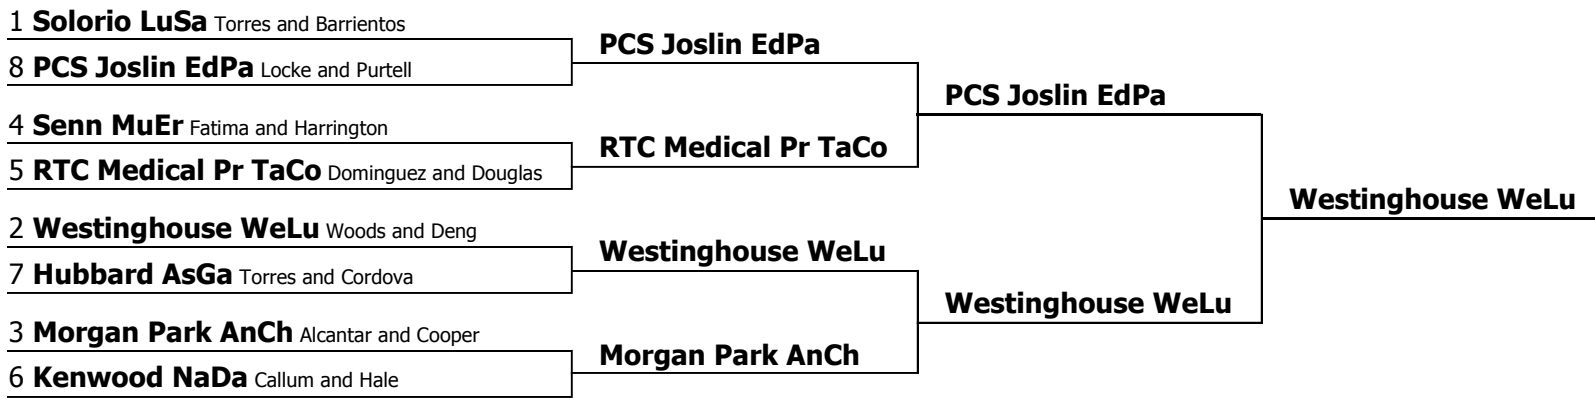 1 Solorio LuSa Torres and Barrientos
8 PCS Joslin EdPa Locke and Purtell
4 Senn MuEr Fatima and Harrington
5 RTC Medical Pr TaCo Dominguez and Douglas
2 Westinghouse WeLu Woods and Deng
7 Hubbard AsGa Torres and Cordova
3 Morgan Park AnCh Alcantar and Cooper
6 Kenwood NaDa Callum and Hale
PCS Joslin EdPa
RTC Medical Pr TaCo
Westinghouse WeLu
Morgan Park AnCh
PCS Joslin EdPa
Westinghouse WeLu
Westinghouse WeLu